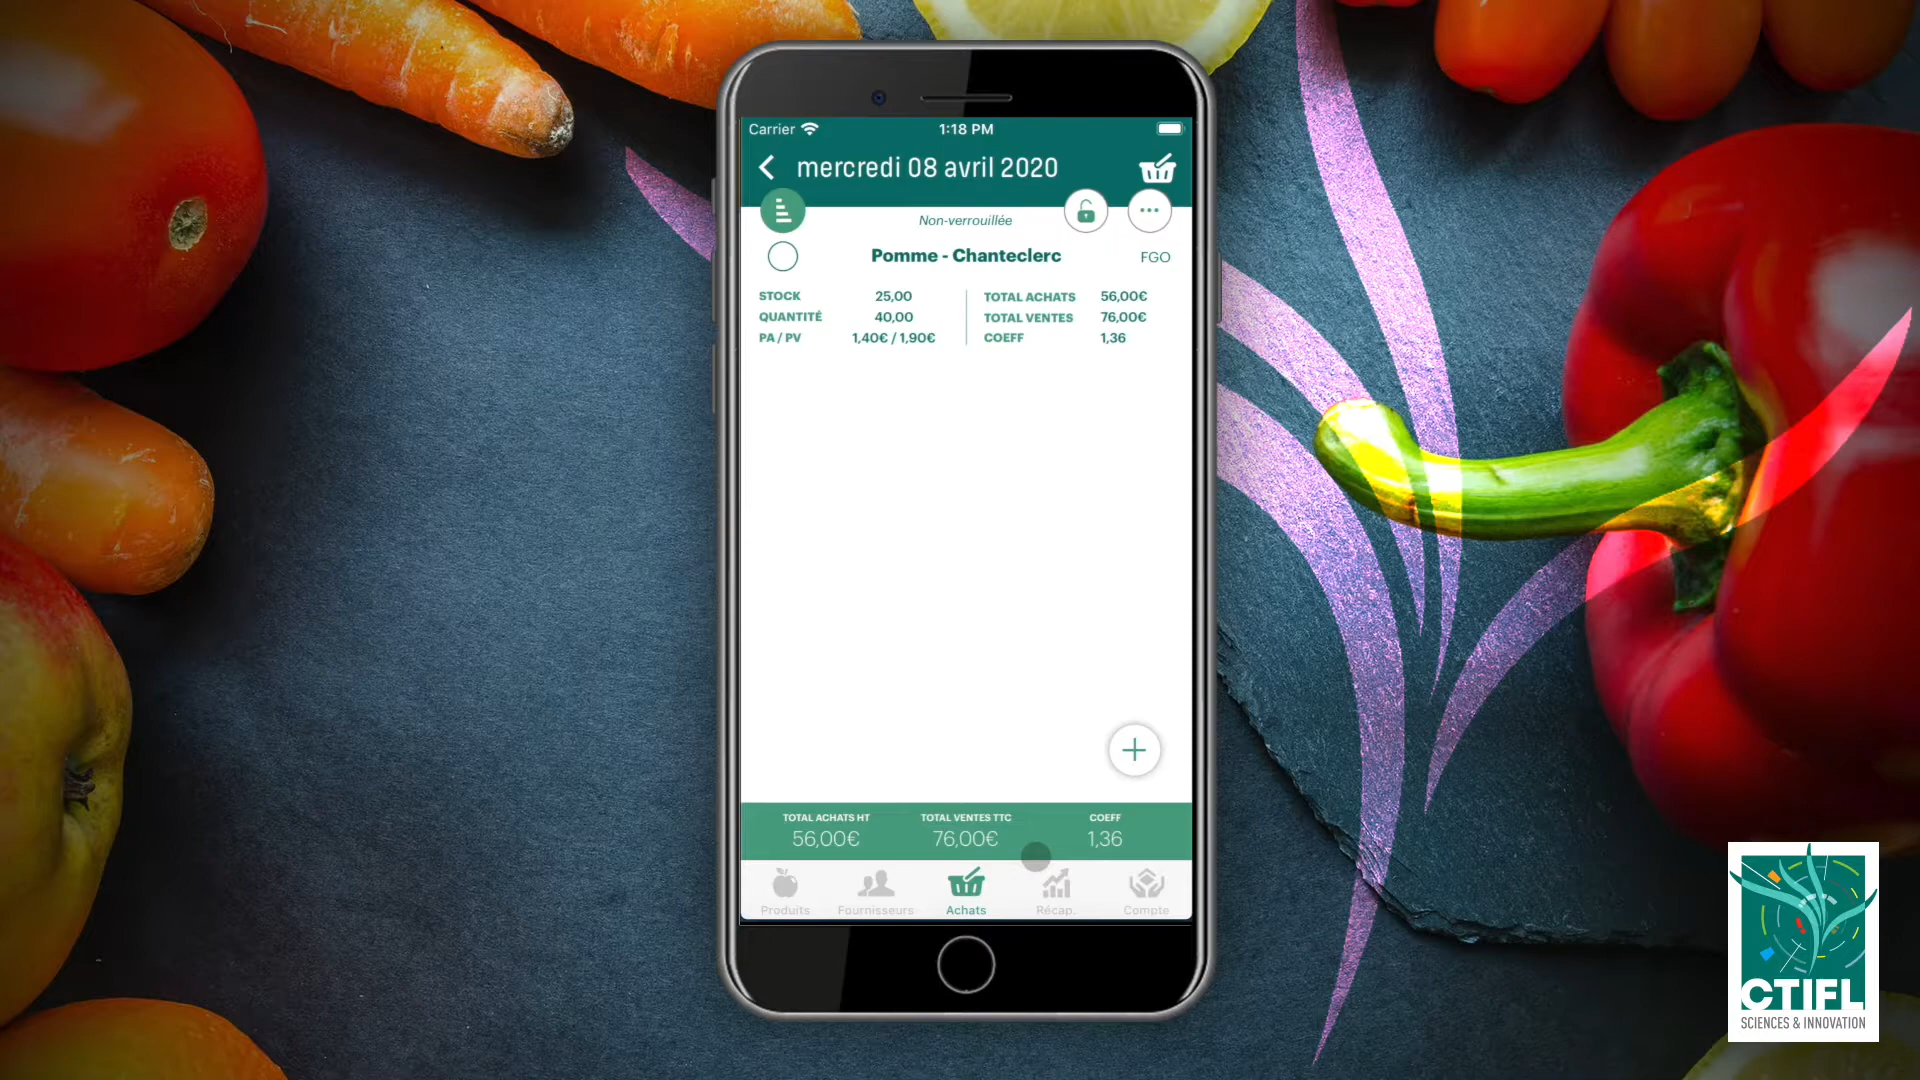 Carrier 1:18 PM
mercredi 08 avril 2020
Non-verrouillée
Pomme - Chanteclerc FGO
STOCK 25,00 TOTAL ACHATS 56,00€
QUANTITÉ 40,00 TOTAL VENTES 76,00€
PA / PV 1,40€ / 1,90€ COEFF 1,36
TOTAL ACHATS HT TOTAL VENTES TTC COEFF
56,00€ 76,00€ 1,36
Produits Fournisseurs Achats Récap. Compte
CTIFL
SCIENCES & INNOVATION